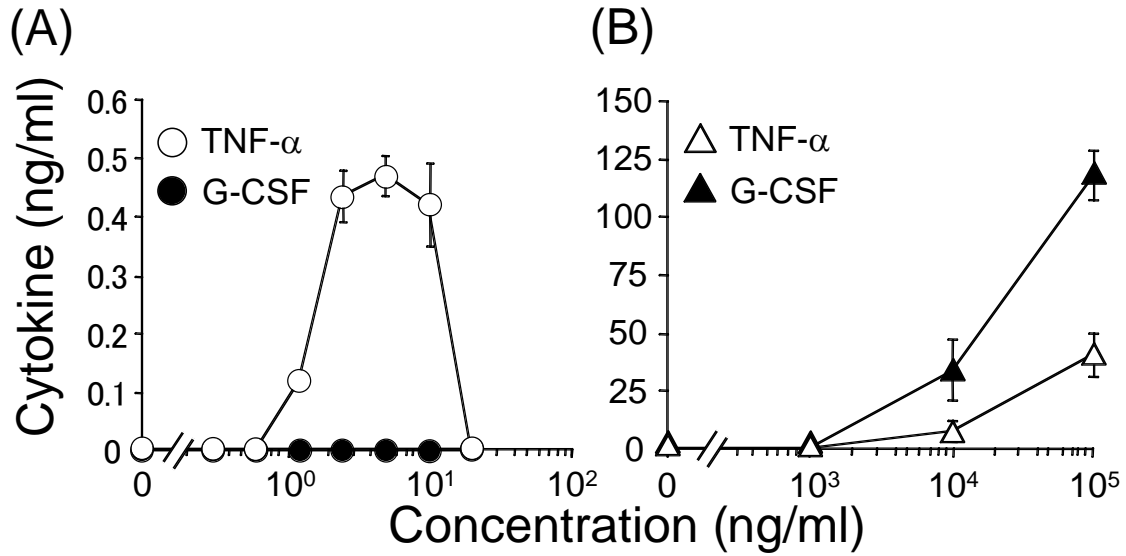 (A)
(B)
Cytokine (ng/ml)
0.6
0.5
0.4
0.3
0.2
0.1
0
TNF-α
G-CSF
0
10⁰
10¹
10²
150
125
100
75
50
25
0
TNF-α
G-CSF
0
10³
10⁴
10⁵
Concentration (ng/ml)